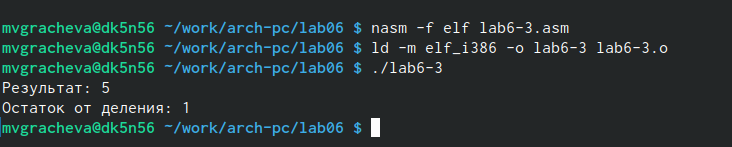 mvgracheva@dk5n56 ~/work/arch-pc/lab06 $ nasm -f elf lab6-3.asm
mvgracheva@dk5n56 ~/work/arch-pc/lab06 $ ld -m elf_i386 -o lab6-3 lab6-3.o
mvgracheva@dk5n56 ~/work/arch-pc/lab06 $ ./lab6-3
Результат: 5
Остаток от деления: 1
mvgracheva@dk5n56 ~/work/arch-pc/lab06 $